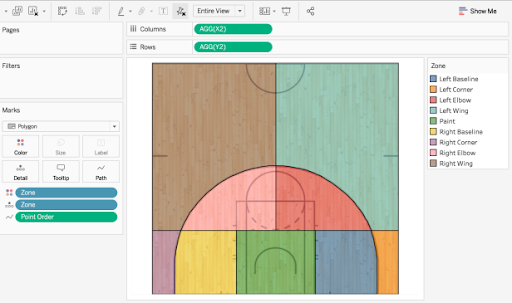 Entire View
Show Me
Pages
Columns
AGG(X2)
Rows
AGG(Y2)
Filters
Marks
Polygon
Color
Size
Label
Detail
Tooltip
Path
Zone
Zone
Point Order
Zone
Left Baseline
Left Corner
Left Elbow
Left Wing
Paint
Right Baseline
Right Corner
Right Elbow
Right Wing